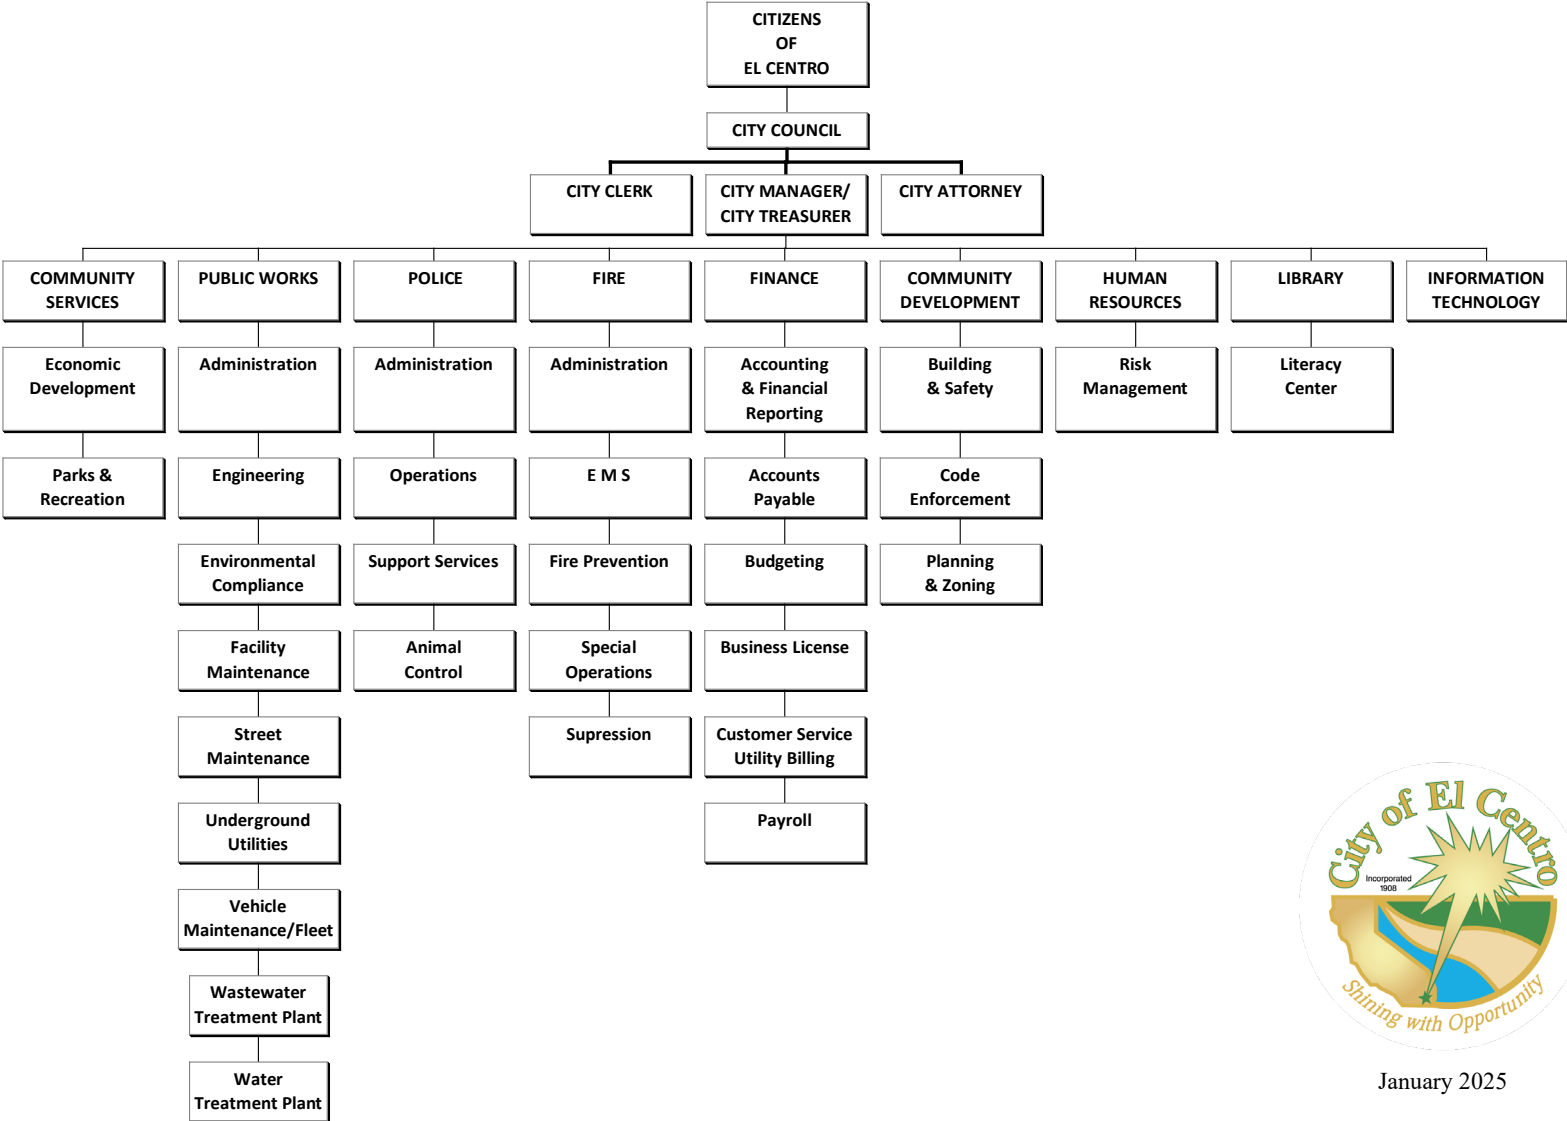 CITIZENS
OF
EL CENTRO
CITY COUNCIL
CITY CLERK
CITY MANAGER/
CITY TREASURER
CITY ATTORNEY
COMMUNITY
SERVICES
PUBLIC WORKS
POLICE
FIRE
FINANCE
COMMUNITY
DEVELOPMENT
HUMAN
RESOURCES
LIBRARY
INFORMATION
TECHNOLOGY
Economic
Development
Administration
Administration
Administration
Accounting
& Financial
Reporting
Building
& Safety
Risk
Management
Literacy
Center
Parks &
Recreation
Engineering
Operations
E M S
Accounts
Payable
Code
Enforcement
Environmental
Compliance
Support Services
Fire Prevention
Budgeting
Planning
& Zoning
Facility
Maintenance
Animal
Control
Special
Operations
Business License
Street
Maintenance
Supression
Customer Service
Utility Billing
Underground
Utilities
Payroll
Vehicle
Maintenance/Fleet
Wastewater
Treatment Plant
Water
Treatment Plant
City of El Centro
Incorporated
1908
Shining with Opportunity
January 2025